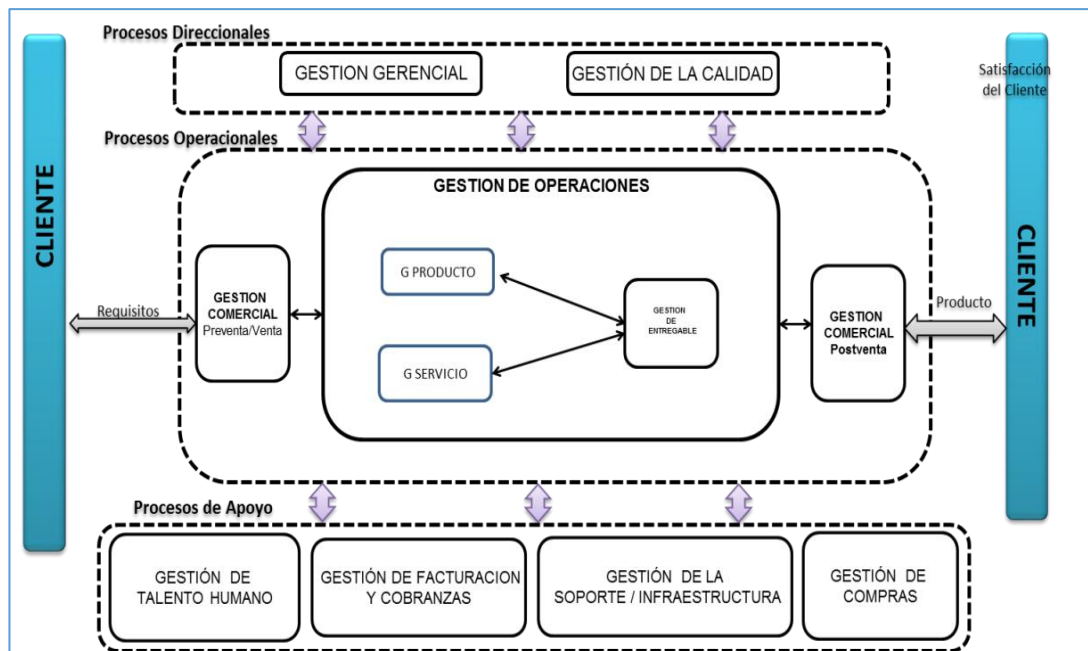 Procesos Direccionales
GESTION GERENCIAL
GESTIÓN DE LA CALIDAD
Satisfacción
del Cliente
Procesos Operacionales
CLIENTE
GESTION DE OPERACIONES
CLIENTE
G PRODUCTO
GESTION
COMERCIAL
Preventa/Venta
GESTION
DE
ENTREGABLE
GESTION
COMERCIAL
Postventa
Requisitos
Producto
G SERVICIO
Procesos de Apoyo
GESTIÓN DE
TALENTO HUMANO
GESTIÓN DE FACTURACION
Y COBRANZAS
GESTIÓN DE LA
SOPORTE / INFRAESTRUCTURA
GESTIÓN DE
COMPRAS